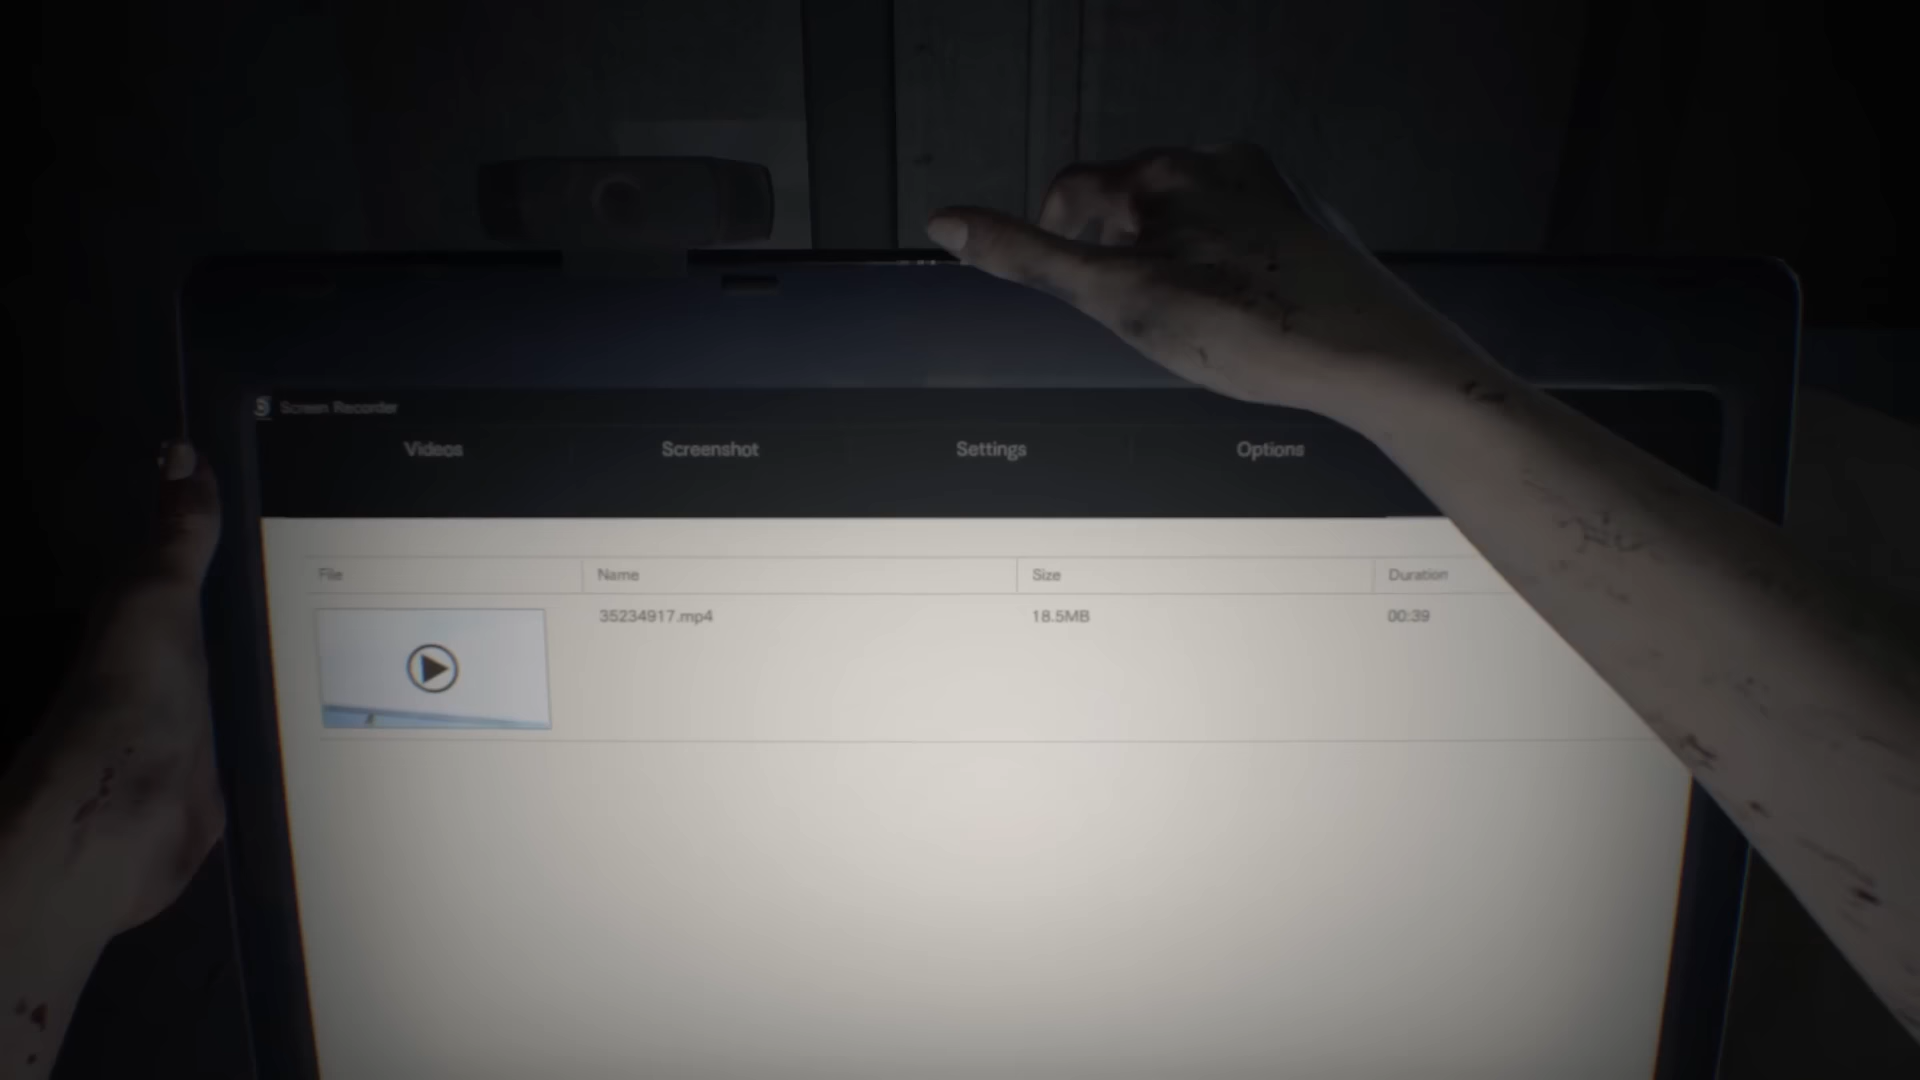 Screen Recorder
Videos Screenshot Settings Options
File Name Size Duration
35234917.mp4 18.5MB 00:39